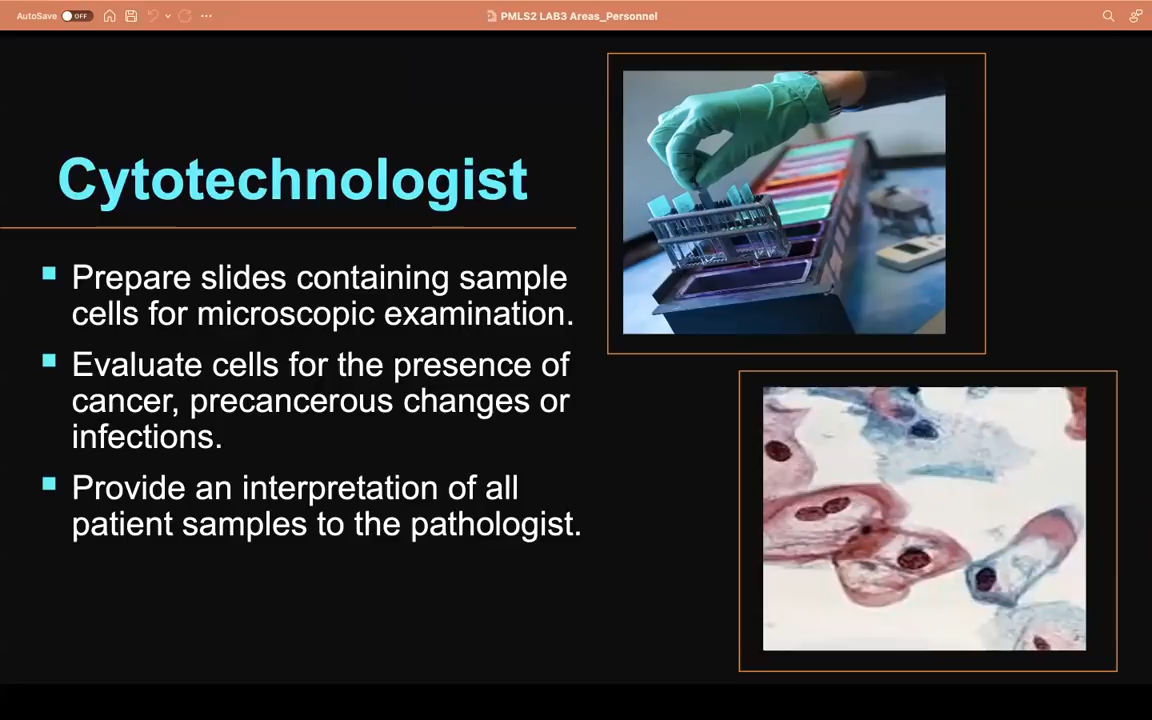 AutoSave OFF
PMLS2 LAB3 Areas_Personnel
Cytotechnologist
Prepare slides containing sample
cells for microscopic examination.
Evaluate cells for the presence of
cancer, precancerous changes or
infections.
Provide an interpretation of all
patient samples to the pathologist.